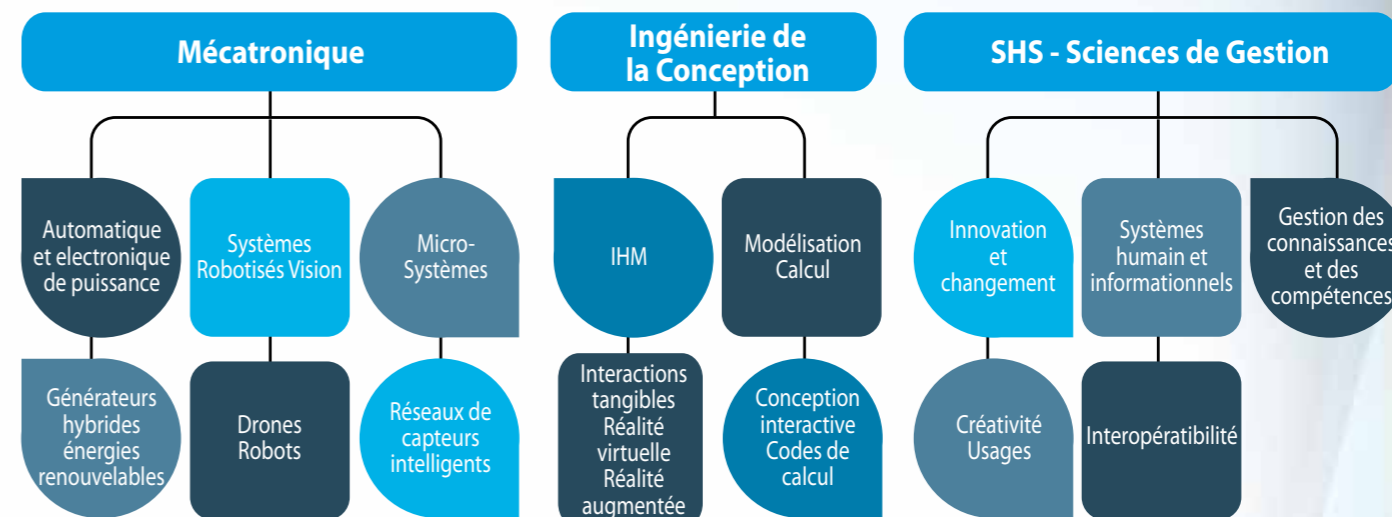 Mécatronique
Automatique
et electronique
de puissance
Systèmes
Robotisés Vision
Micro-
Systèmes
Générateurs
hybrides
énergies
renouvelables
Drones
Robots
Réseaux de
capteurs
intelligents
Ingénierie de
la Conception
IHM
Modélisation
Calcul
Interactions
tangibles
Réalité
virtuelle
Réalité
augmentée
Conception
interactive
Codes de
calcul
SHS - Sciences de Gestion
Innovation
et
changement
Systèmes
humain et
informationnels
Gestion des
connaissances
et des
compétences
Créativité
Usages
Interopératibilité